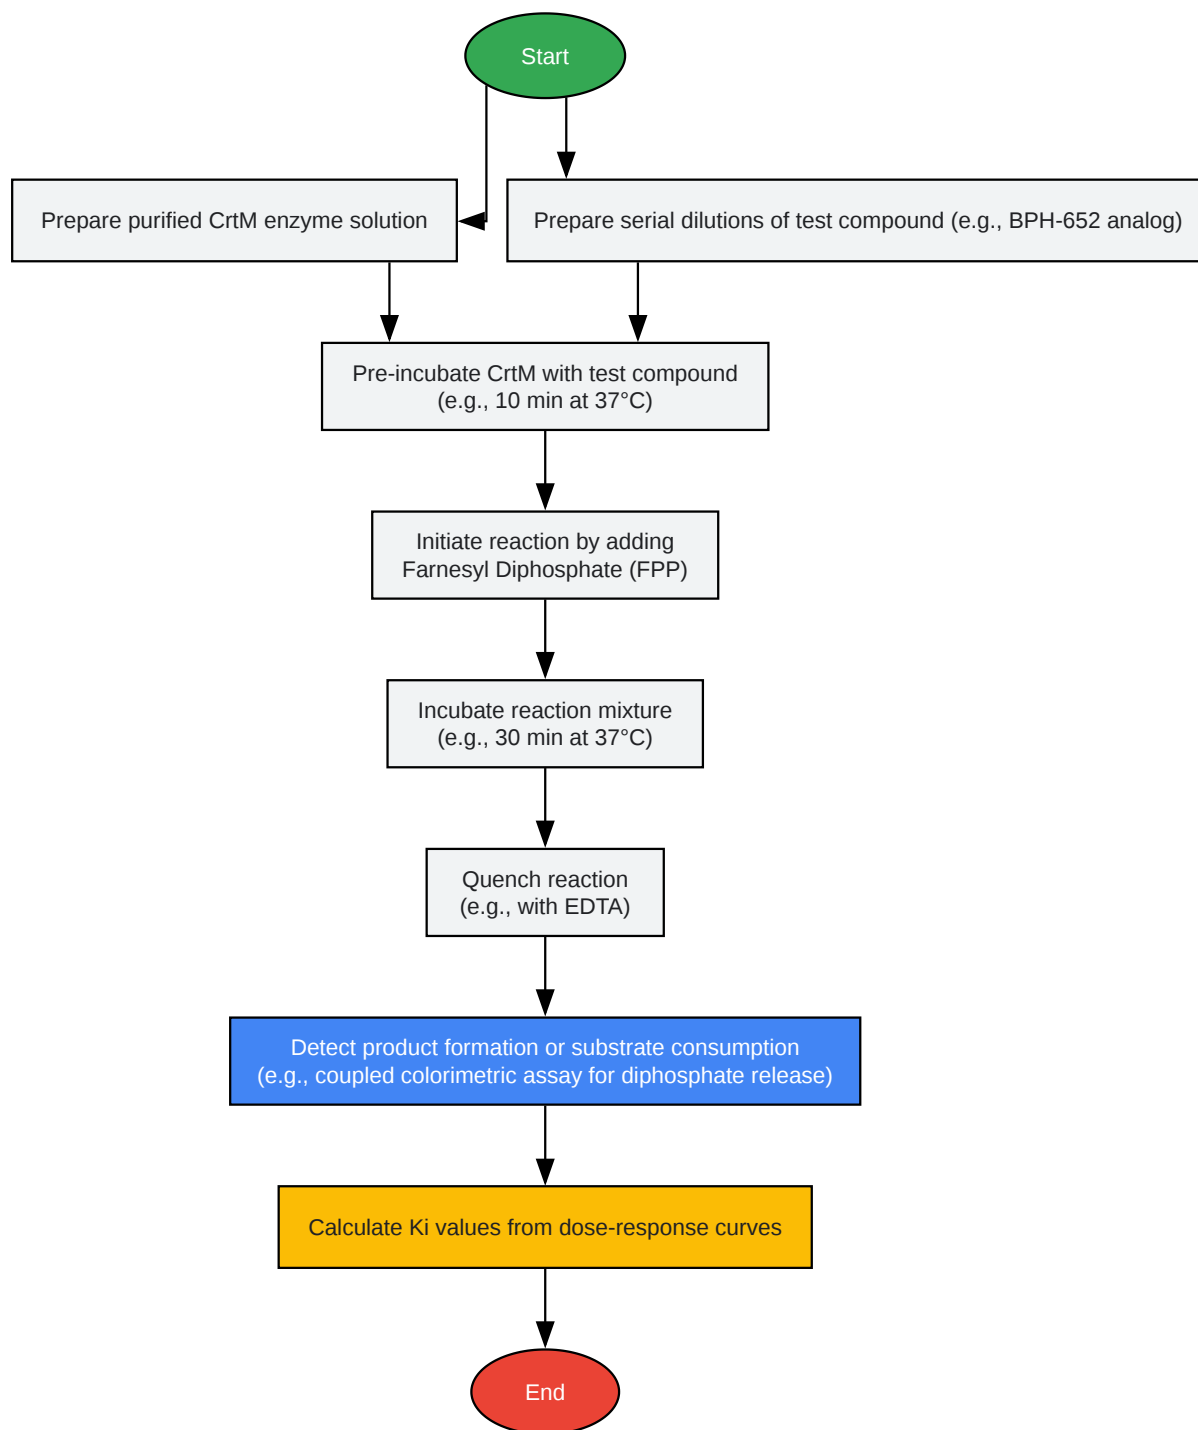 Start
Prepare purified CrtM enzyme solution
Prepare serial dilutions of test compound (e.g., BPH-652 analog)
Pre-incubate CrtM with test compound
(e.g., 10 min at 37°C)
Initiate reaction by adding
Farnesyl Diphosphate (FPP)
Incubate reaction mixture
(e.g., 30 min at 37°C)
Quench reaction
(e.g., with EDTA)
Detect product formation or substrate consumption
(e.g., coupled colorimetric assay for diphosphate release)
Calculate Ki values from dose-response curves
End